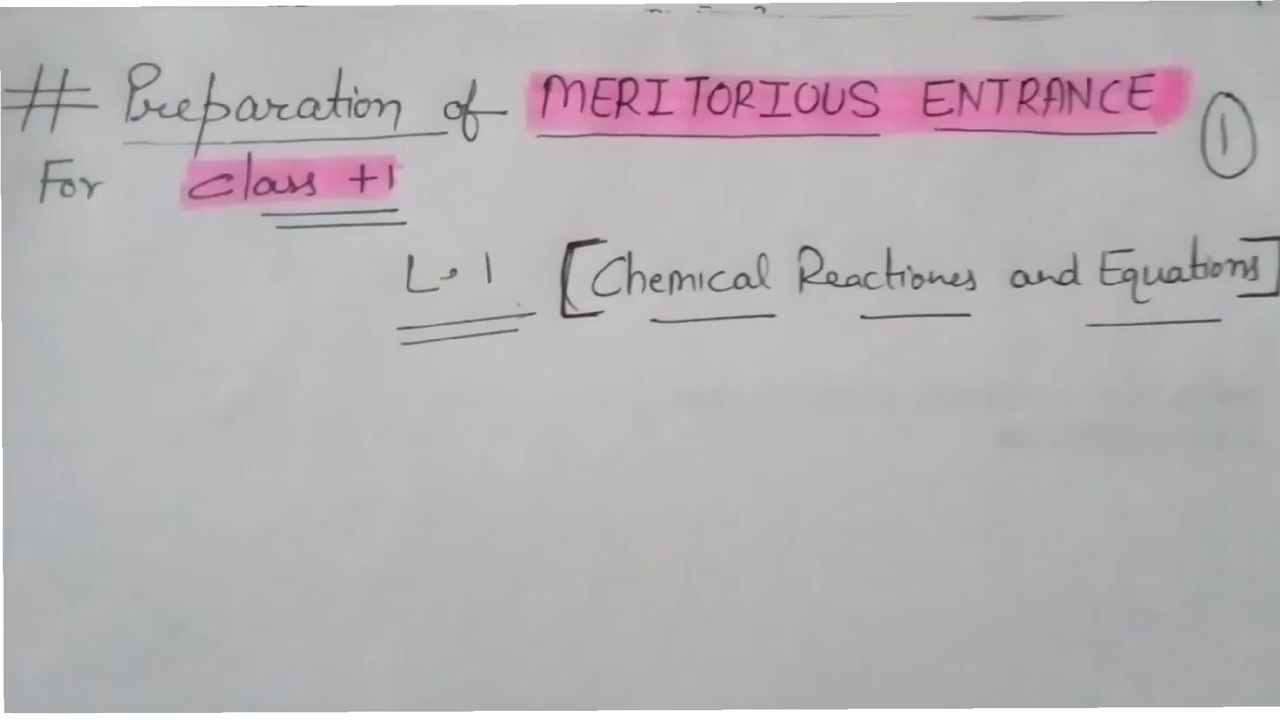 # Preparation of MERITORIOUS ENTRANCE
①
For class +1
L.1 [Chemical Reactiones and Equations]